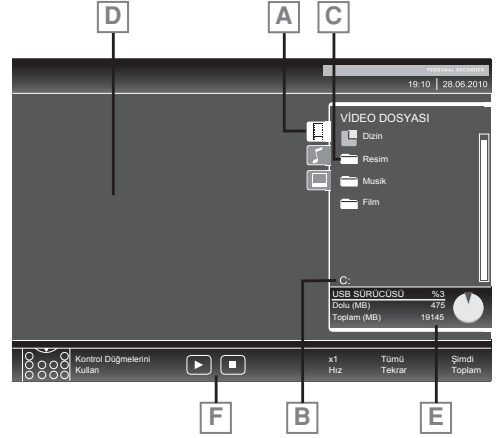 D
A
C
PERSONAL RECORDER
19:10 | 28.06.2010
VİDEO DOSYASI
Dizin
Resim
Musik
Film
C:
USB SÜRÜCÜSÜ %3
Dolu (MB) 475
Toplam (MB) 19145
Kontrol Düğmelerini
Kullan
x1 Tümü Şimdi
Hız Tekrar Toplam
F
B
E